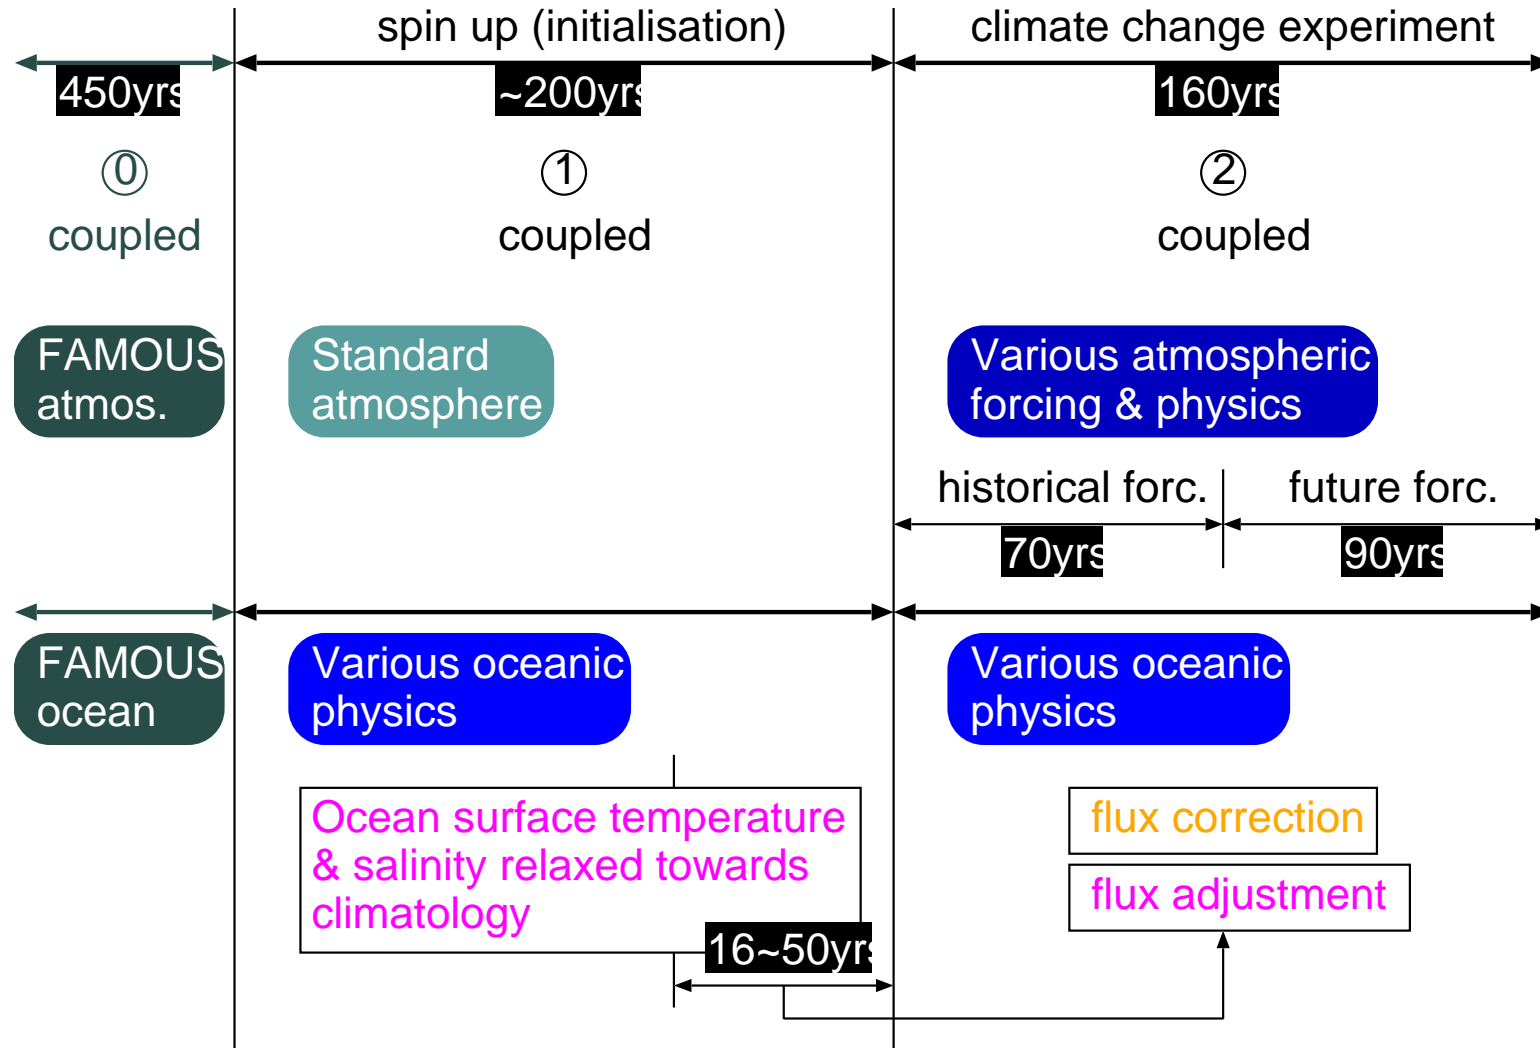 spin up (initialisation)
climate change experiment
450yrs
~200yrs
160yrs
0
1
2
coupled
coupled
coupled
FAMOUS
atmos.
Standard
atmosphere
Various atmospheric
forcing & physics
historical forc.
future forc.
70yrs
90yrs
FAMOUS
ocean
Various oceanic
physics
Various oceanic
physics
Ocean surface temperature
& salinity relaxed towards
climatology
16~50yrs
flux correction
flux adjustment